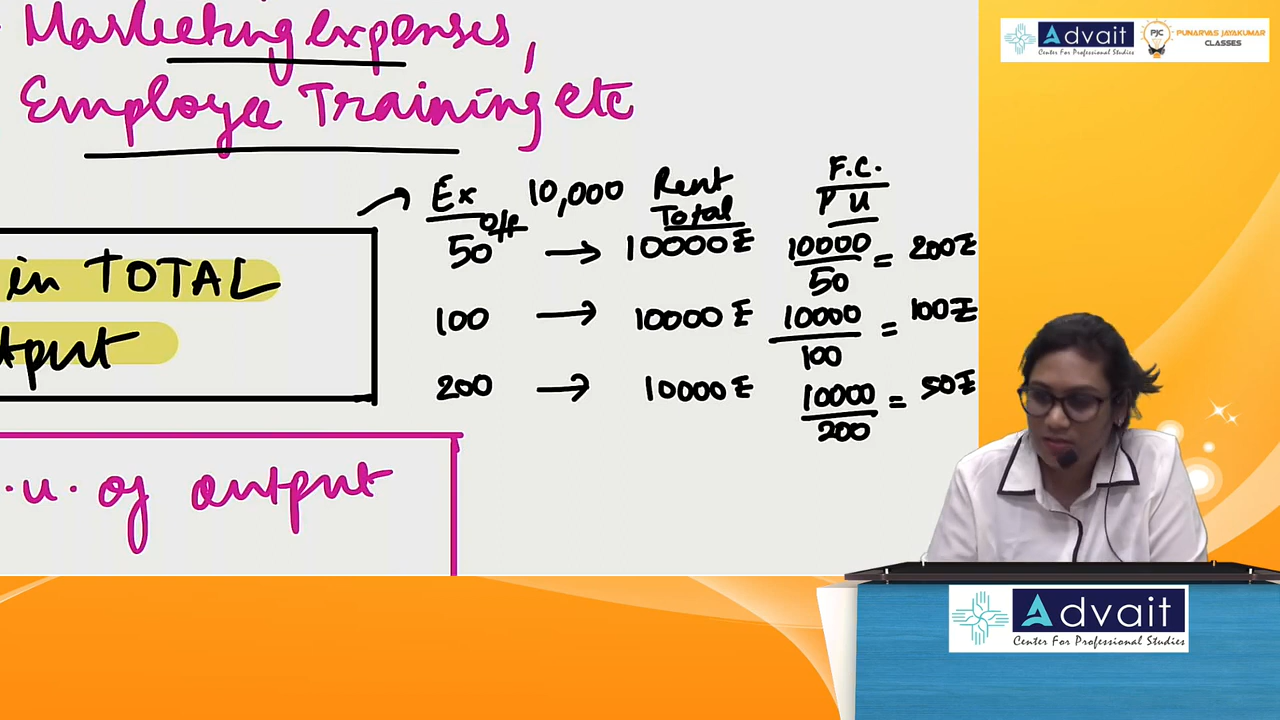 Marketing expenses,
Employee Training etc
Ex 10,000 Rent F.C.
O/P Total P U
50 → 10000 10000/50 = 200
100 → 10000 10000/100 = 100
200 → 10000 10000/200 = 50
in TOTAL
.u. of output
Advait
Center For Professional Studies
PJC
PUNARVAS JAYAKUMAR
CLASSES
Advait
Center For Professional Studies